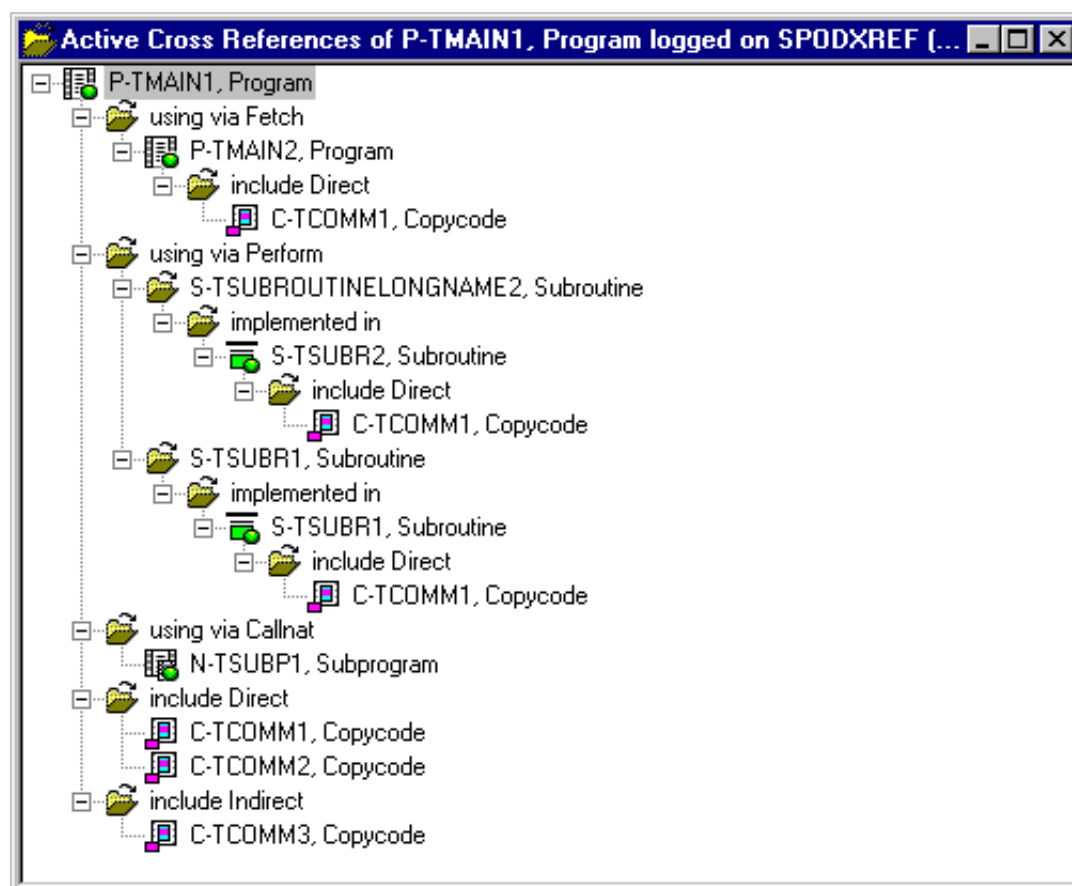 Active Cross References of P-TMAIN1, Program logged on SPODXREF (...
P-TMAIN1, Program
using via Fetch
P-TMAIN2, Program
include Direct
C-TCOMM1, Copycode
using via Perform
S-TSUBROUTINELONGNAME2, Subroutine
implemented in
S-TSUBR2, Subroutine
include Direct
C-TCOMM1, Copycode
S-TSUBR1, Subroutine
implemented in
S-TSUBR1, Subroutine
include Direct
C-TCOMM1, Copycode
using via Callnat
N-TSUBP1, Subprogram
include Direct
C-TCOMM1, Copycode
C-TCOMM2, Copycode
include Indirect
C-TCOMM3, Copycode